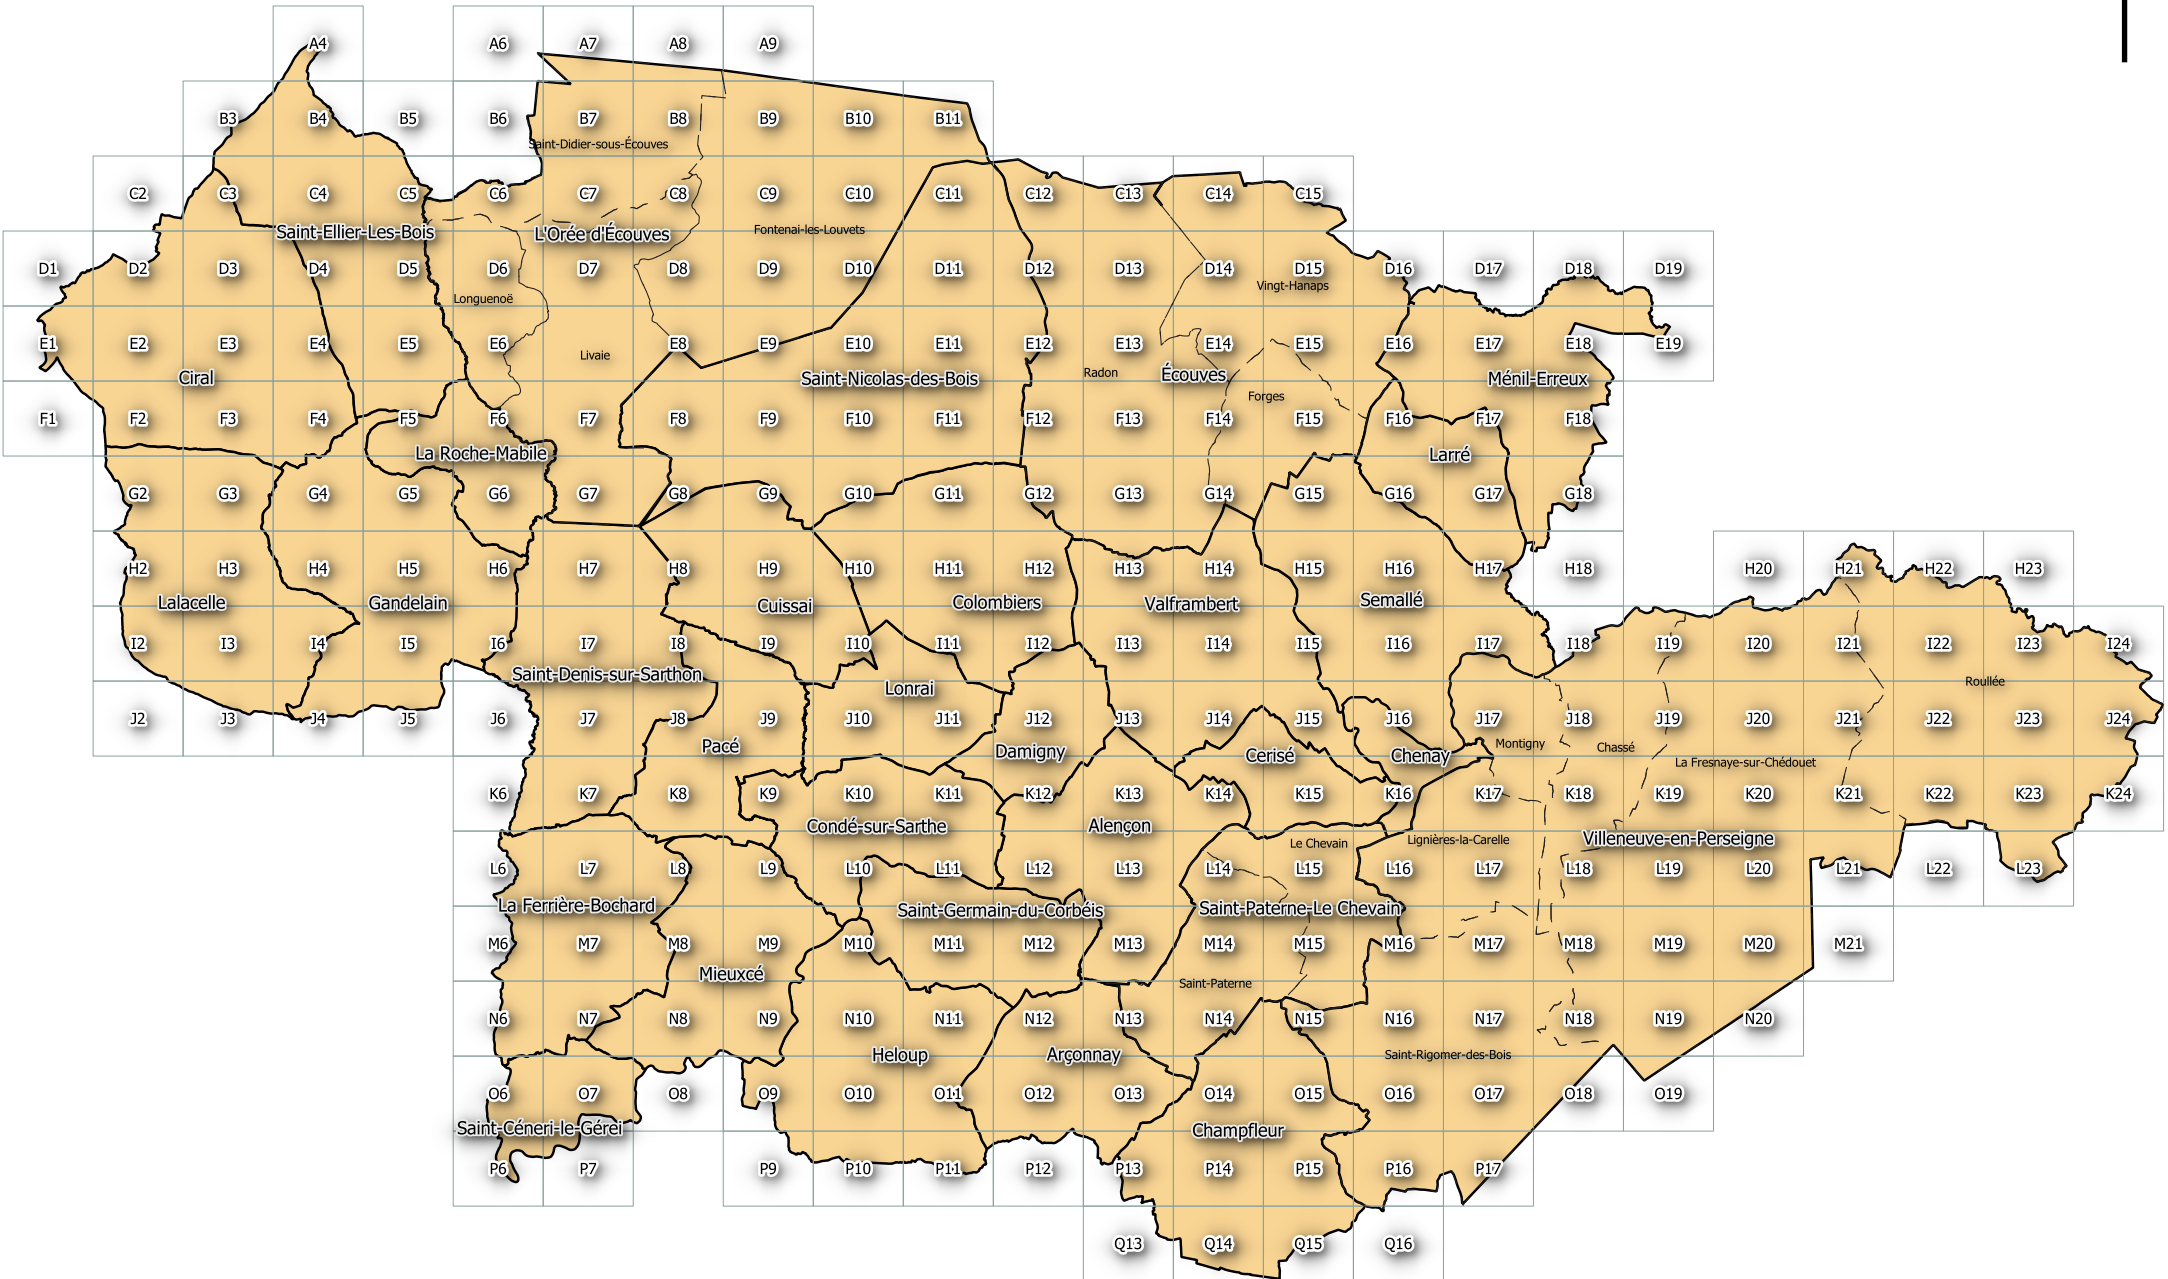 A4 A6 A7 A8 A9
B3 B4 B5 B6 B7 B8 B9 B10 B11
Saint-Didier-sous-Écouves
C2 C3 C4 C5 C6 C7 C8 C9 C10 C11 C12 C13 C14 C15
Saint-Ellier-Les-Bois L'Orée d'Écouves Fontenai-les-Louvets
D1 D2 D3 D4 D5 D6 D7 D8 D9 D10 D11 D12 D13 D14 D15 D16 D17 D18 D19
Longuenoë Vingt-Hanaps
E1 E2 E3 E4 E5 E6 E8 E9 E10 E11 E12 E13 E14 E15 E16 E17 E18 E19
Livaie
Ciral Saint-Nicolas-des-Bois Radon Écouves Ménil-Erreux
Forges
F1 F2 F3 F4 F5 F6 F7 F8 F9 F10 F11 F12 F13 F14 F15 F16 F17 F18
La Roche-Mabile Larré
G2 G3 G4 G5 G6 G7 G8 G9 G10 G11 G12 G13 G14 G15 G16 G17 G18
H2 H3 H4 H5 H6 H7 H8 H9 H10 H11 H12 H13 H14 H15 H16 H17 H18 H20 H21 H22 H23
Lalacelle Gandelain Cuissai Colombiers Valframbert Semallé
I2 I3 I4 I5 I6 I7 I8 I9 I10 I11 I12 I13 I14 I15 I16 I17 I18 I19 I20 I21 I22 I23 I24
Saint-Denis-sur-Sarthon Lonrai Roullée
J2 J3 J4 J5 J6 J7 J8 J9 J10 J11 J12 J13 J14 J15 J16 J17 J18 J19 J20 J21 J22 J23 J24
Pacé Damigny Cerisé Chenay Montigny Chassé
La Fresnaye-sur-Chédouet
K6 K7 K8 K9 K10 K11 K12 K13 K14 K15 K16 K17 K18 K19 K20 K21 K22 K23 K24
Condé-sur-Sarthe Alençon Le Chevain Lignières-la-Carelle Villeneuve-en-Perseigne
L6 L7 L8 L9 L10 L11 L12 L13 L14 L15 L16 L17 L18 L19 L20 L21 L22 L23
La Ferrière-Bochard Saint-Germain-du-Corbéis Saint-Paterne-Le Chevain
M6 M7 M8 M9 M10 M11 M12 M13 M14 M15 M16 M17 M18 M19 M20 M21
Mieuxcé Saint-Paterne
N6 N7 N8 N9 N10 N11 N12 N13 N14 N15 N16 N17 N18 N19 N20
Heloup Arçonnay Saint-Rigomer-des-Bois
O6 O7 O8 O9 O10 O11 O12 O13 O14 O15 O16 O17 O18 O19
Saint-Céneri-le-Gérei Champfleur
P6 P7 P9 P10 P11 P12 P13 P14 P15 P16 P17
Q13 Q14 Q15 Q16